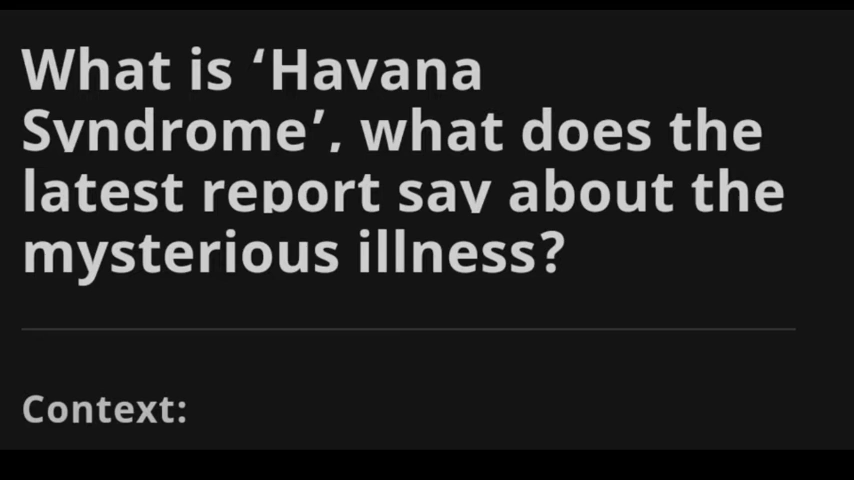 What is ‘Havana
Syndrome’, what does the
latest report say about the
mysterious illness?
Context: